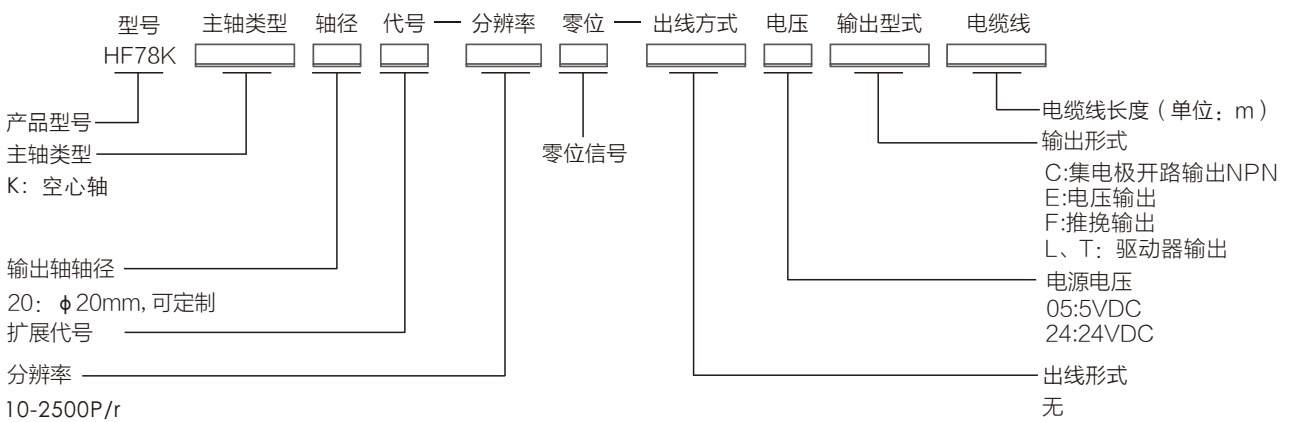 型号 主轴类型 轴径 代号 — 分辨率 零位 — 出线方式 电压 输出型式 电缆线
HF78K
产品型号
主轴类型
K：空心轴
输出轴轴径
20：ϕ20mm, 可定制
扩展代号
分辨率
10-2500P/r
零位信号
电缆线长度（单位：m）
输出形式
C:集电极开路输出NPN
E:电压输出
F:推挽输出
L、T：驱动器输出
电源电压
05:5VDC
24:24VDC
出线形式
无